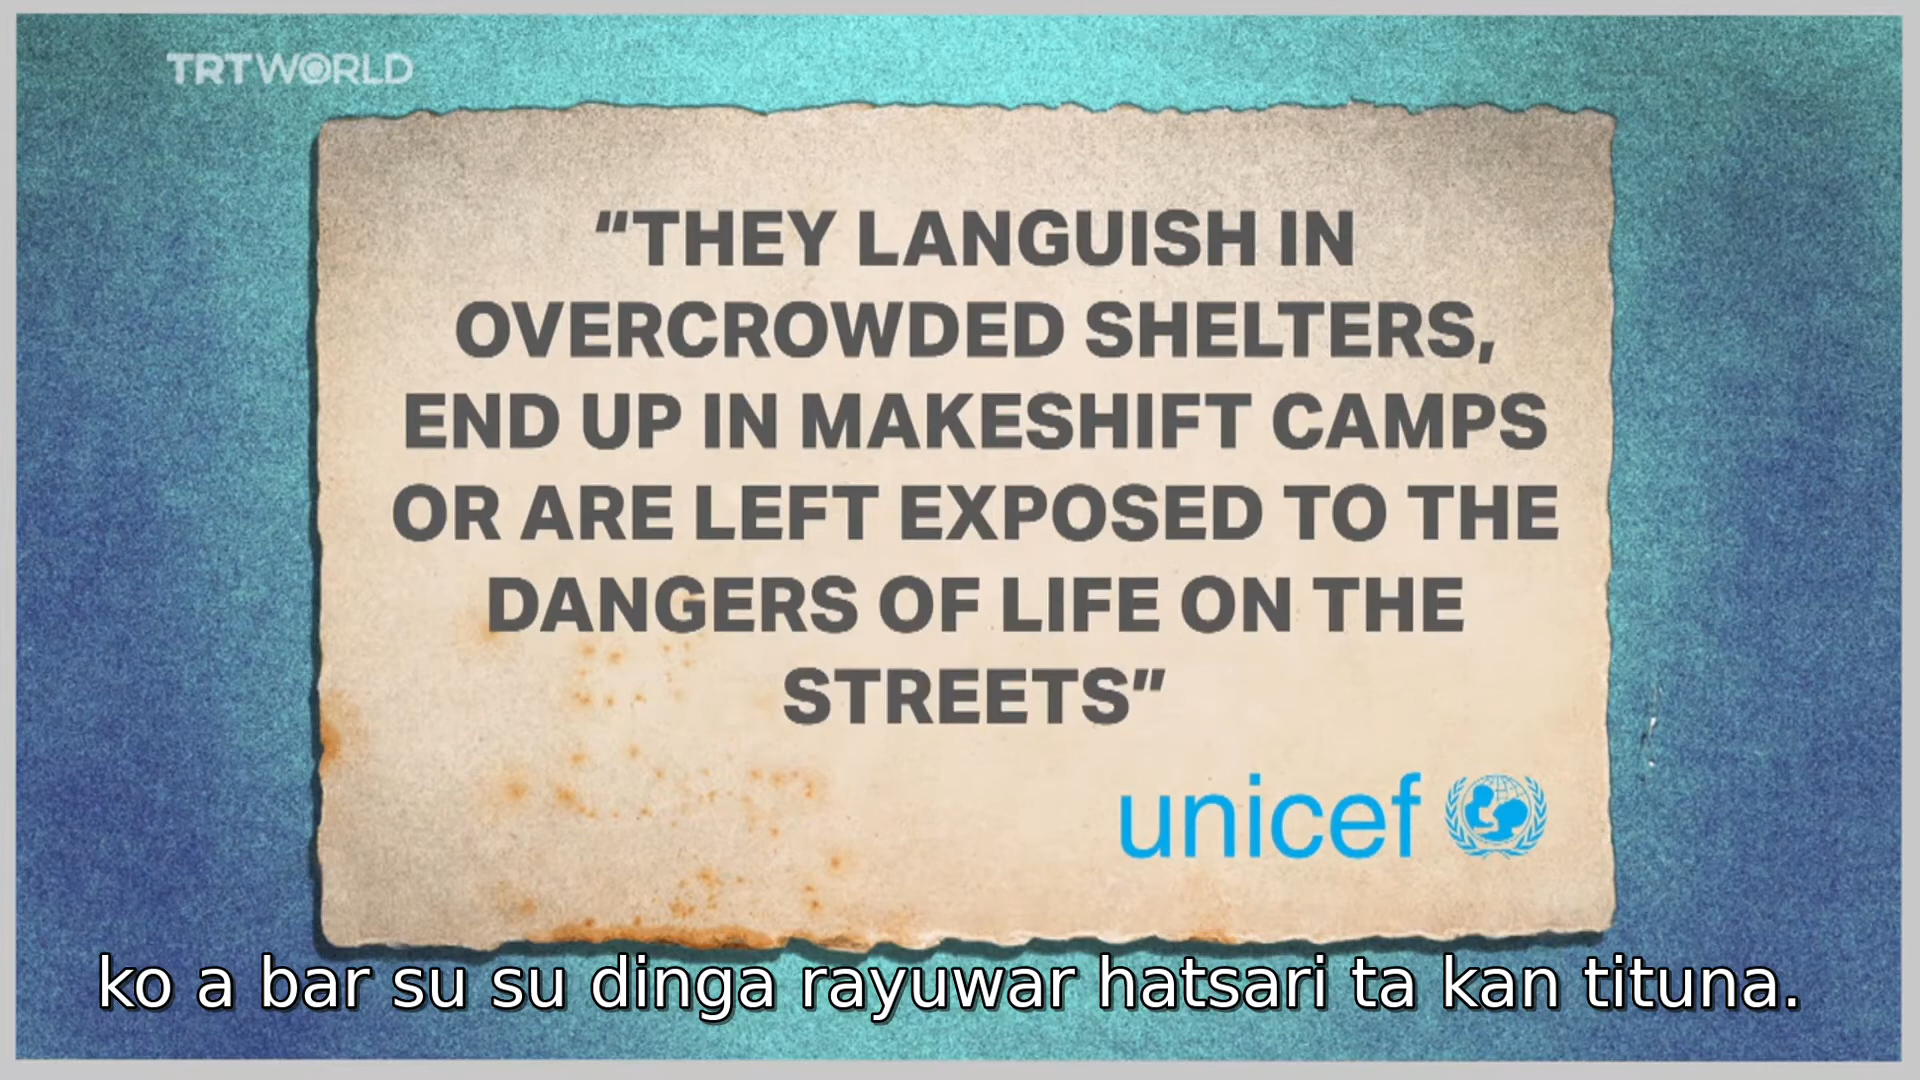 TRTWORLD
“THEY LANGUISH IN
OVERCROWDED SHELTERS,
END UP IN MAKESHIFT CAMPS
OR ARE LEFT EXPOSED TO THE
DANGERS OF LIFE ON THE
STREETS”
unicef
ko a bar su su dinga rayuwar hatsari ta kan tituna.